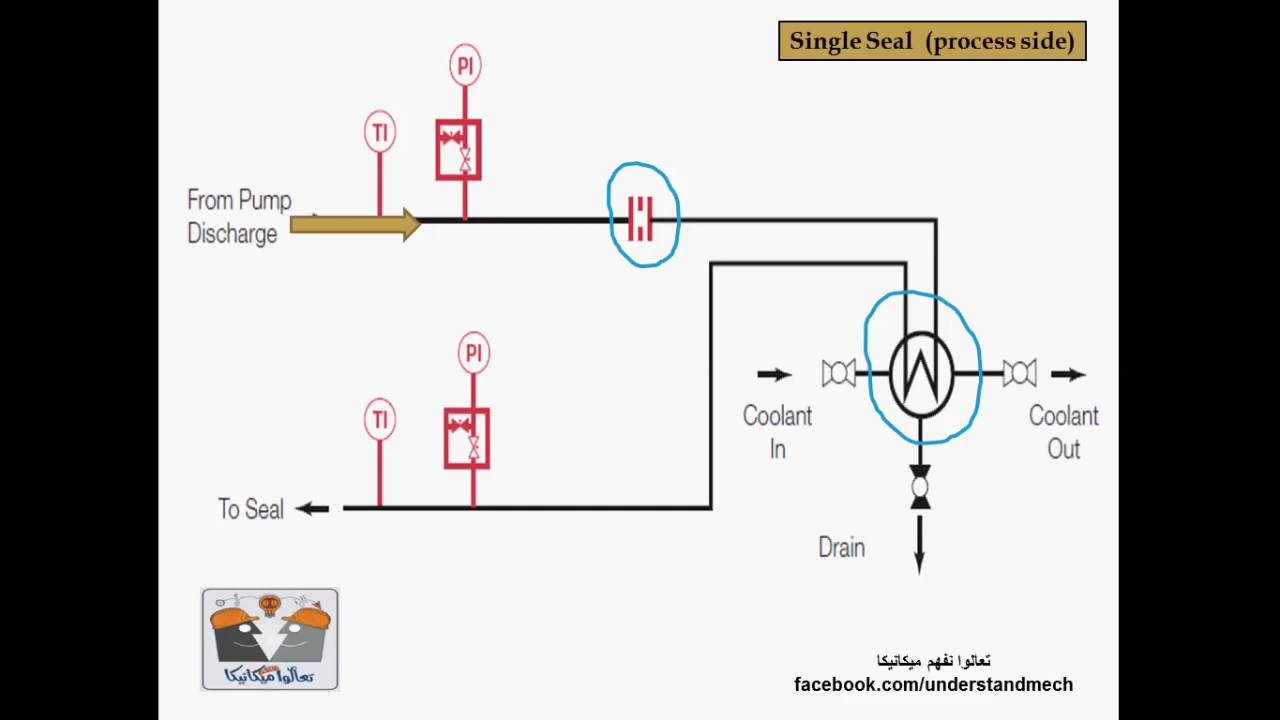 Single Seal (process side)
PI
TI
From Pump
Discharge
PI
TI
Coolant
In
Coolant
Out
To Seal
Drain
تعالوا نفهم ميكانيكا
facebook.com/understandmech